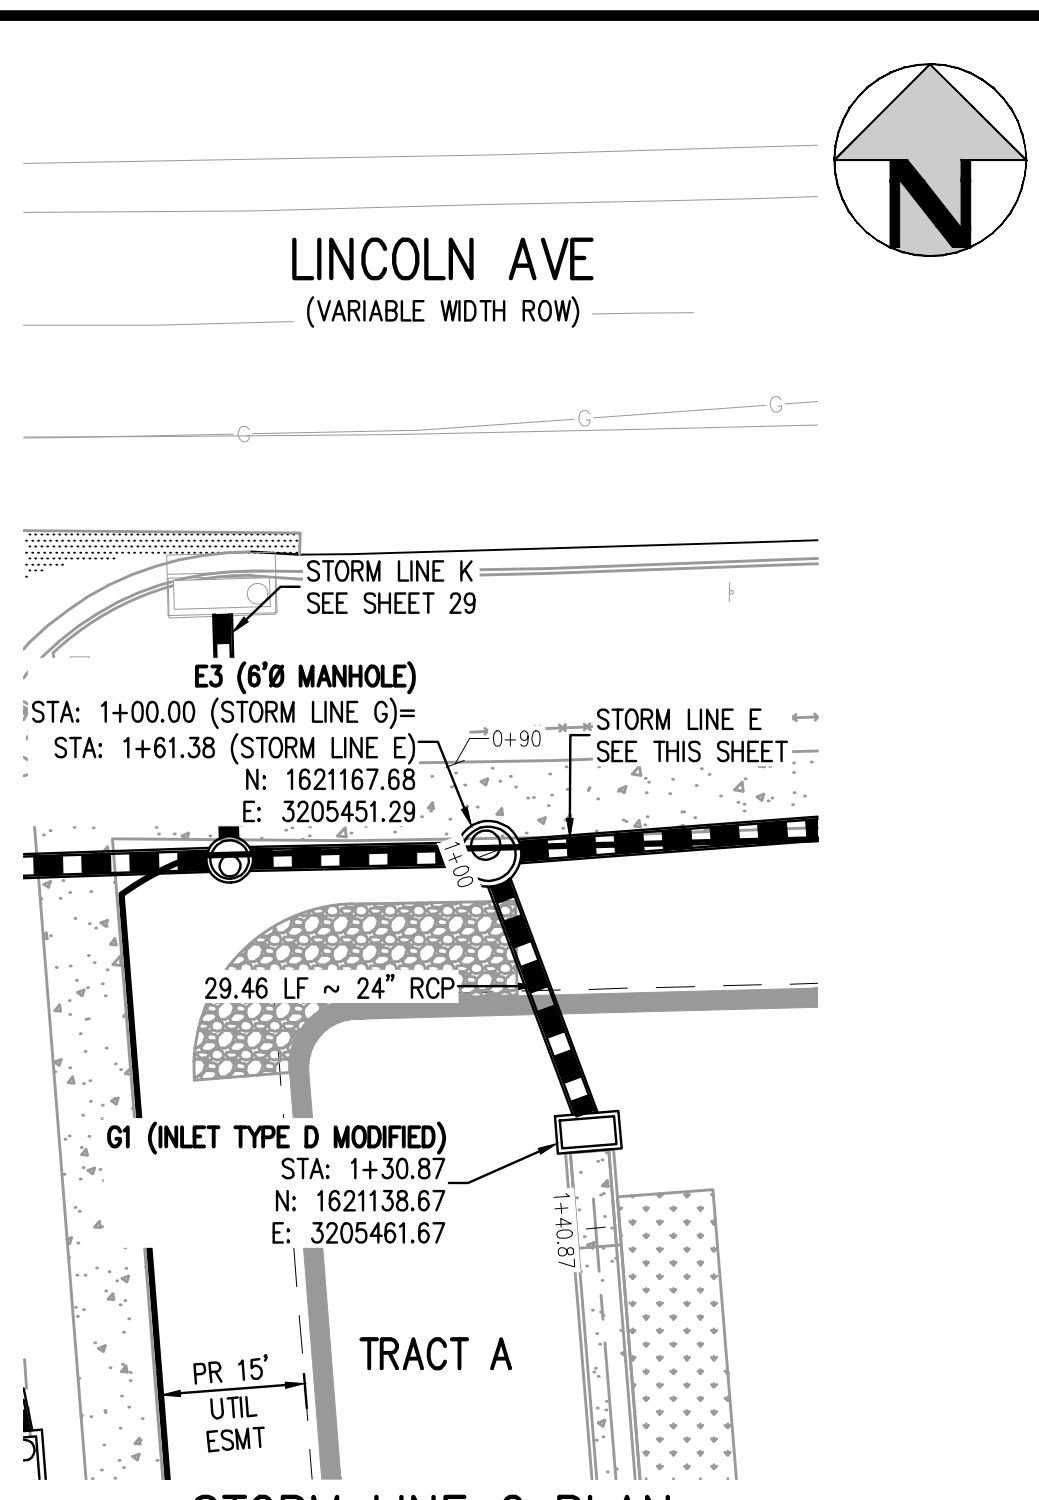 N
LINCOLN AVE
(VARIABLE WIDTH ROW)
G
G
G
STORM LINE K
SEE SHEET 29
E3 (6'Ø MANHOLE)
STA: 1+00.00 (STORM LINE G)=
STA: 1+61.38 (STORM LINE E)
N: 1621167.68
E: 3205451.29
0+90
STORM LINE E
SEE THIS SHEET
1+00
29.46 LF ~ 24" RCP
G1 (INLET TYPE D MODIFIED)
STA: 1+30.87
N: 1621138.67
E: 3205461.67
1+40.87
TRACT A
PR 15'
UTIL
ESMT
STORM LINE G PLAN